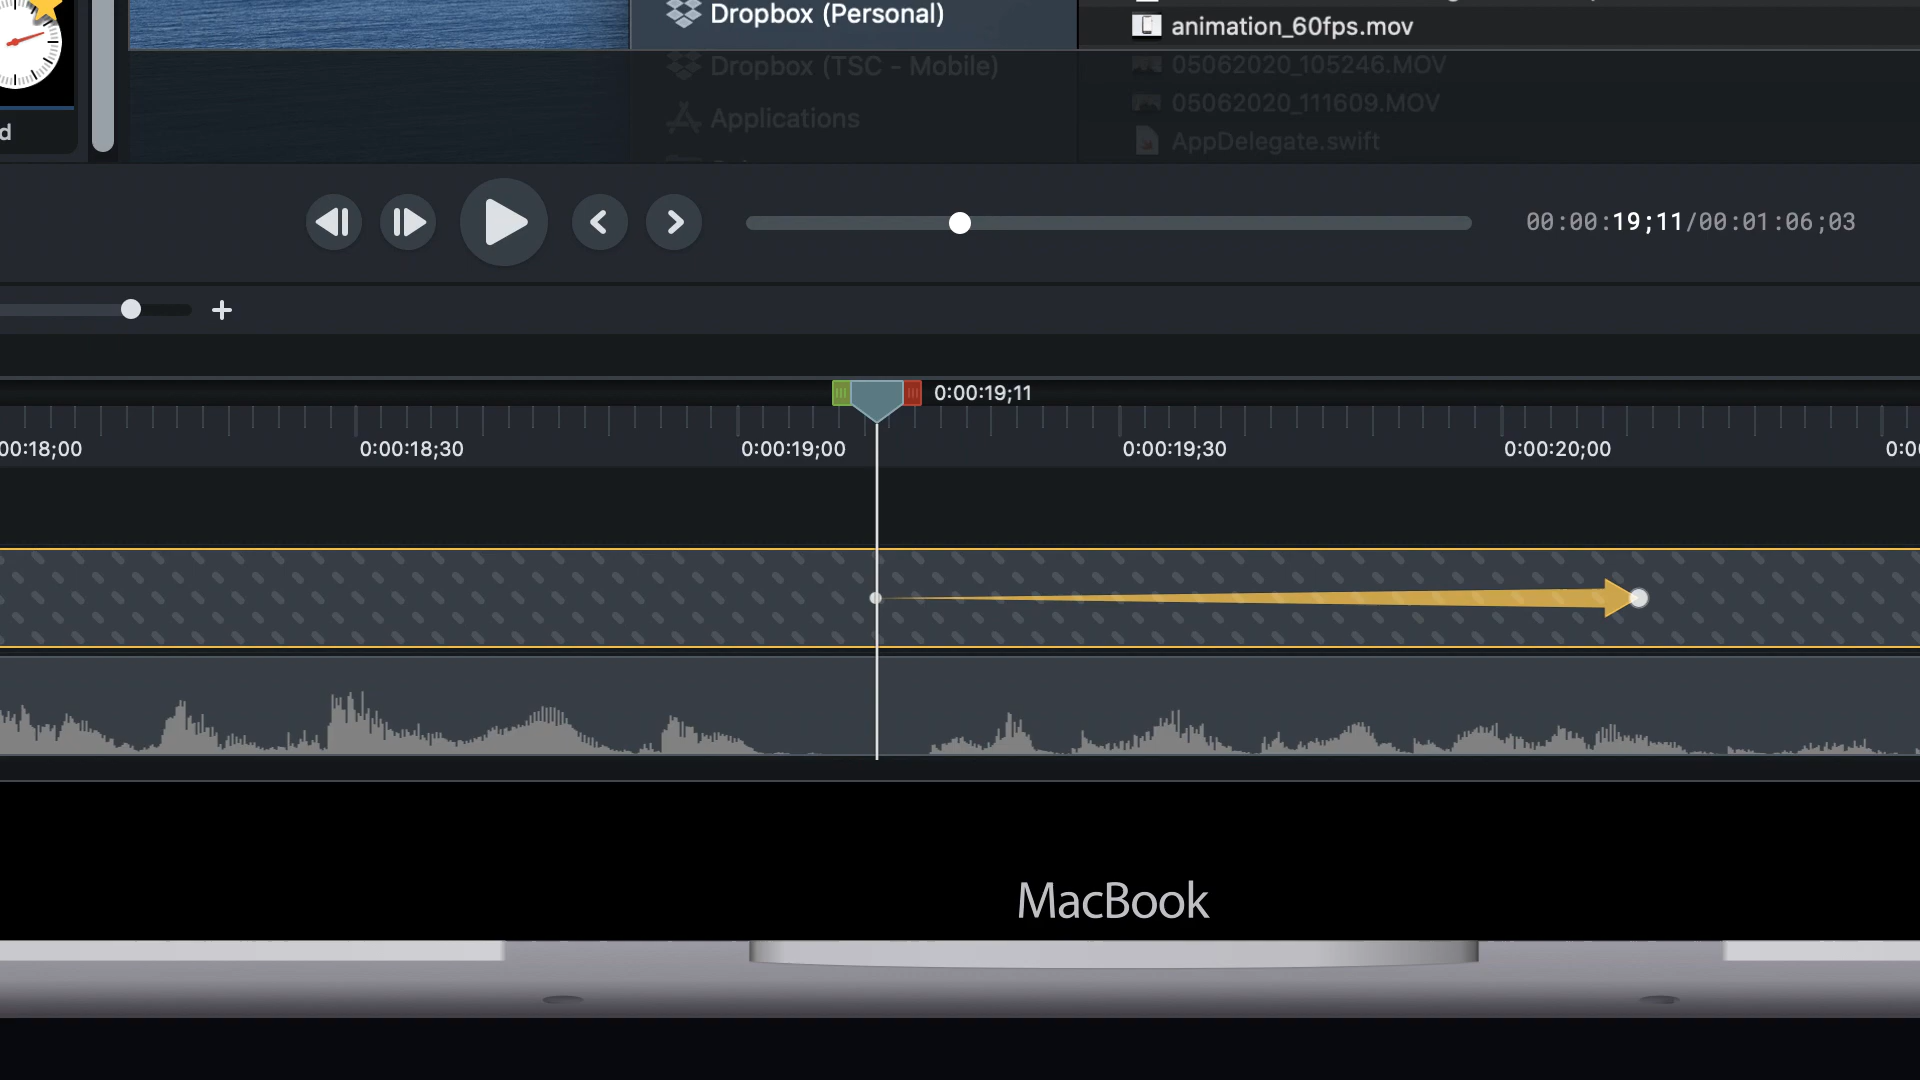 Dropbox (Personal)
animation_60fps.mov
Dropbox (TSC - Mobile)
05062020_105246.MOV
05062020_111609.MOV
Applications
AppDelegate.swift
d
00:00:19;11/00:01:06;03
0:00:19;11
00:18;00
0:00:18;30
0:00:19;00
0:00:19;30
0:00:20;00
0:0
MacBook